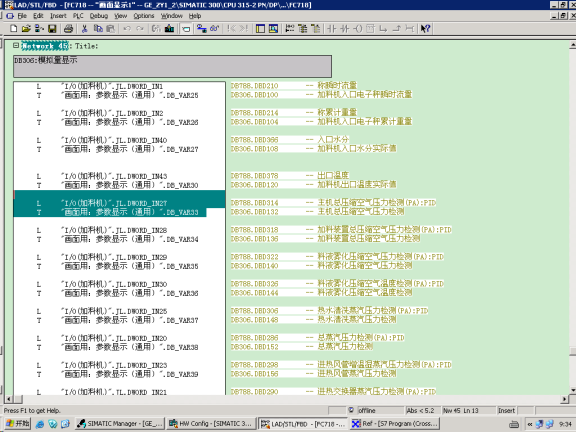 LAD/STL/FBD - [FC718 -- "画面显示1" -- GE_ZY1_2\SIMATIC 300\CPU 315-2 PN/DP\...\FC718]
File Edit Insert PLC Debug View Options Window Help
Network 45: Title:
DB306:模拟量显示
L "I/O(加料机)".JL.DWORD_IN1 DB788.DBD210 -- 称瞬时流量
T "画面用: 参数显示（通用）".DB_VAR25 DB306.DBD100 -- 加料机入口电子秤瞬时流量
L "I/O(加料机)".JL.DWORD_IN2 DB788.DBD214 -- 称累计重量
T "画面用: 参数显示（通用）".DB_VAR26 DB306.DBD104 -- 加料机入口电子秤累计重量
L "I/O(加料机)".JL.DWORD_IN40 DB788.DBD366 -- 入口水分
T "画面用: 参数显示（通用）".DB_VAR27 DB306.DBD108 -- 加料机入口水分实际值
L "I/O(加料机)".JL.DWORD_IN43 DB788.DBD378 -- 出口温度
T "画面用: 参数显示（通用）".DB_VAR30 DB306.DBD120 -- 加料机出口温度实际值
L "I/O(加料机)".JL.DWORD_IN27 DB788.DBD314 -- 主机总压缩空气压力检测(PA):PID
T "画面用: 参数显示（通用）".DB_VAR33 DB306.DBD132 -- 主机总压缩空气压力检测
L "I/O(加料机)".JL.DWORD_IN28 DB788.DBD318 -- 加料装置总压缩空气压力检测(PA):PID
T "画面用: 参数显示（通用）".DB_VAR34 DB306.DBD136 -- 加料装置总压缩空气压力检测
L "I/O(加料机)".JL.DWORD_IN29 DB788.DBD322 -- 料液雾化压缩空气压力检测(PA):PID
T "画面用: 参数显示（通用）".DB_VAR35 DB306.DBD140 -- 料液雾化压缩空气压力检测
L "I/O(加料机)".JL.DWORD_IN30 DB788.DBD326 -- 料液雾化压缩空气温度检测(PA):PID
T "画面用: 参数显示（通用）".DB_VAR36 DB306.DBD144 -- 料液雾化压缩空气温度检测
L "I/O(加料机)".JL.DWORD_IN25 DB788.DBD306 -- 热水清洗蒸汽压力检测(PA):PID
T "画面用: 参数显示（通用）".DB_VAR37 DB306.DBD148 -- 热水清洗蒸汽压力检测
L "I/O(加料机)".JL.DWORD_IN20 DB788.DBD286 -- 总蒸汽压力检测(PA):PID
T "画面用: 参数显示（通用）".DB_VAR38 DB306.DBD152 -- 总蒸汽压力检测
L "I/O(加料机)".JL.DWORD_IN23 DB788.DBD298 -- 进热风管增温湿蒸汽压力检测(PA):PID
T "画面用: 参数显示（通用）".DB_VAR39 DB306.DBD156 -- 进热风管蒸汽压力检测
L "I/O(加料机)".JL.DWORD_IN21 DB788.DBD290 -- 进热交换器蒸汽压力检测(PA):PID
Press F1 to get Help. offline Abs < 5.2 Nw 45 Ln 13 Insert
开始 SIMATIC Manager - [GE_... HW Config - [SIMATIC 3... LAD/STL/FBD - [FC718 -... Ref - [S7 Program (Cross... 9:34